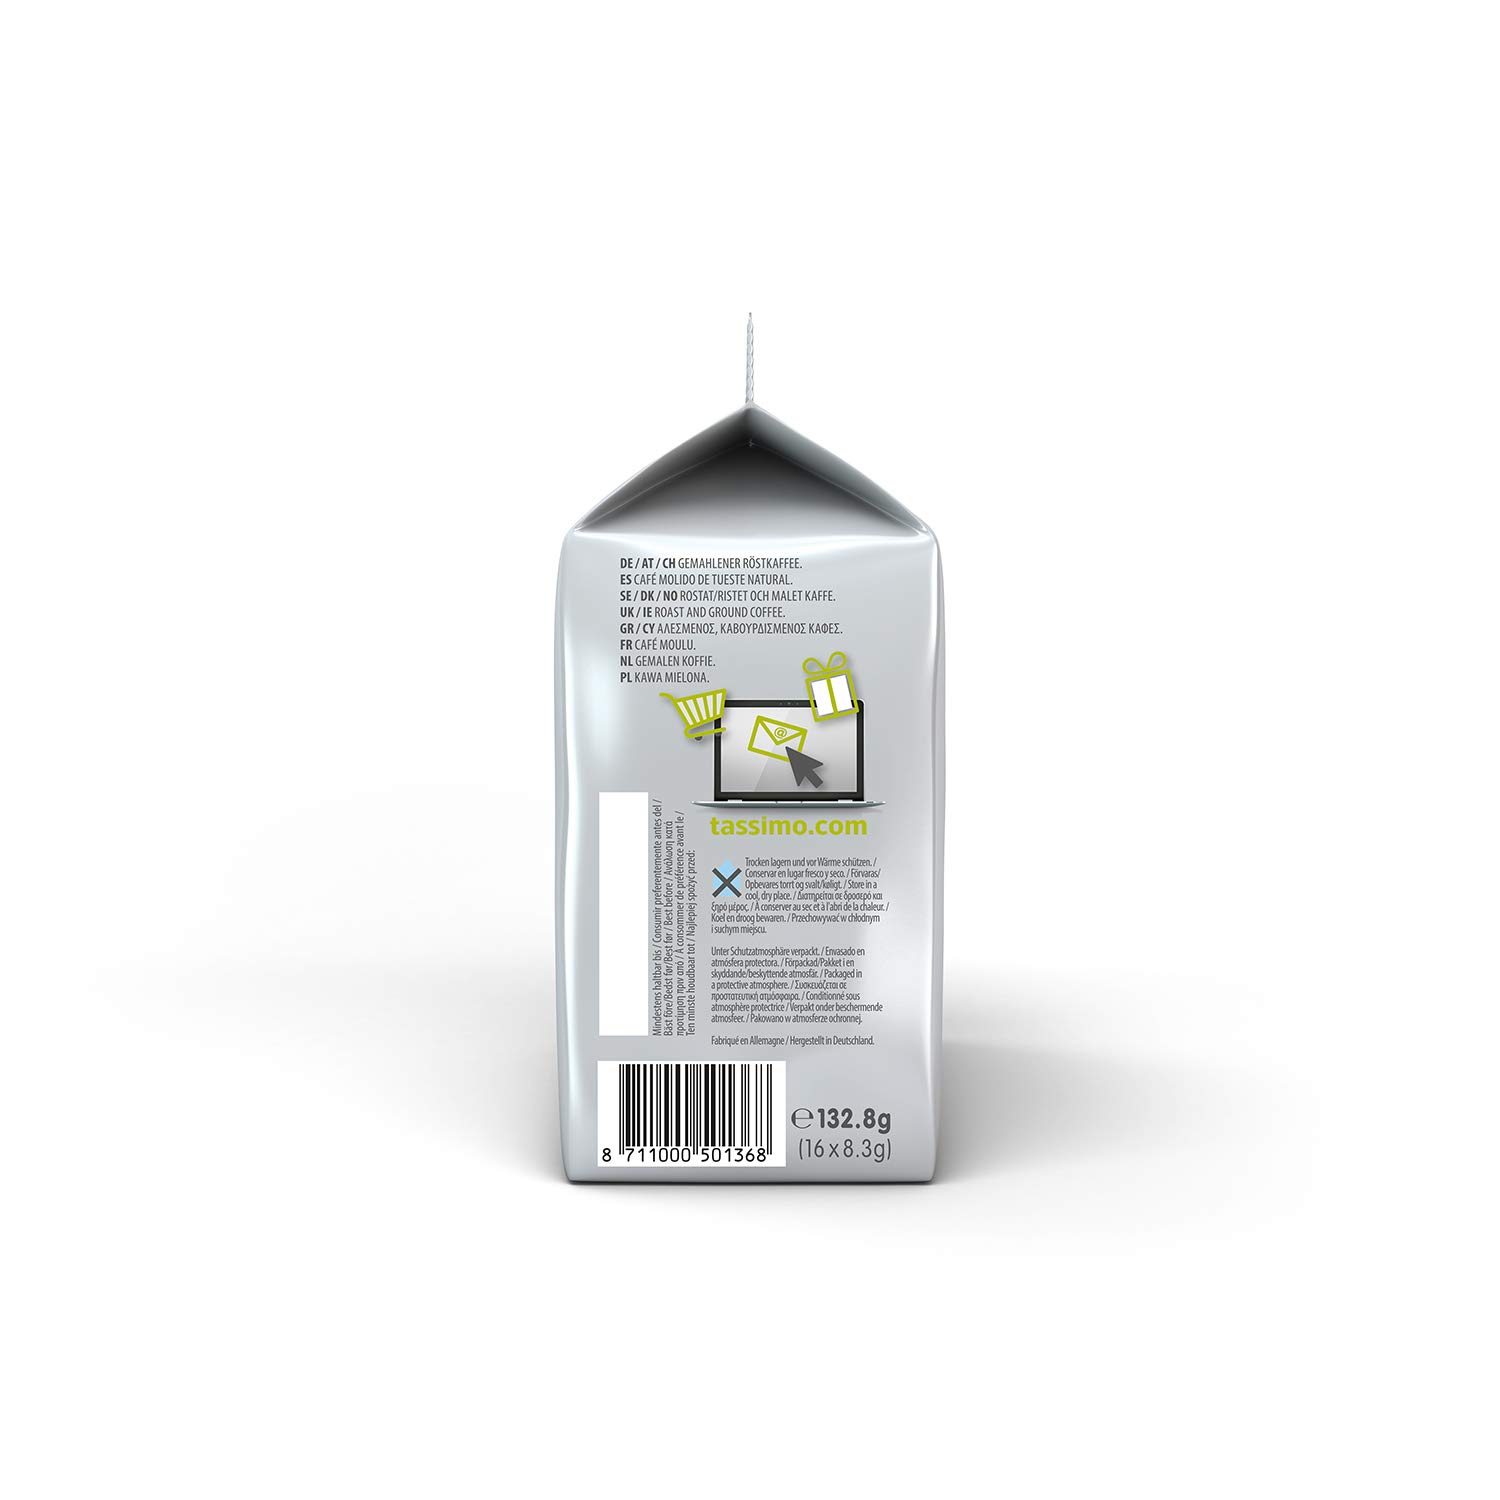 DE / AT / CH GEMAHLENER RÖSTKAFFEE.
ES CAFÉ MOLIDO DE TUESTE NATURAL.
SE / DK / NO ROSTAT/RISTET OCH MALET KAFFE.
UK / IE ROAST AND GROUND COFFEE.
GR / CY ΑΛΕΣΜΕΝΟΣ, ΚΑΒΟΥΡΔΙΣΜΕΝΟΣ ΚΑΦΕΣ.
FR CAFÉ MOULU.
NL GEMALEN KOFFIE.
PL KAWA MIELONA.
@
tassimo.com
Mindestens haltbar bis / Consumir preferentemente antes del /
Bäst före/Bedst før/Best før / Best before / Ανάλωση κατά
προτίμηση πριν από / À consommer de préférence avant le /
Ten minste houdbaar tot / Najlepiej spożyć przed:
Trocken lagern und vor Wärme schützen. /
Conservar en lugar fresco y seco. / Förvaras/
Opbevares torrt og svalt/køligt. / Store in a
cool, dry place. / Διατηρείται σε δροσερό και
ξηρό μέρος. / À conserver au sec et à l'abri de la chaleur. /
Koel en droog bewaren. / Przechowywać w chłodnym
i suchym miejscu.
Unter Schutzatmosphäre verpackt. / Envasado en
atmósfera protectora. / Förpackad/Pakket i en
skyddande/beskyttende atmosfär. / Packaged in
a protective atmosphere. / Συσκευάζεται σε
προστατευτική ατμόσφαιρα. / Conditionné sous
atmosphère protectrice / Verpakt onder beschermende
atmosfeer. / Pakowano w atmosferze ochronnej.
Fabriqué en Allemagne / Hergestellt in Deutschland.
8 711000 501368
℮ 132.8g
(16 x 8.3g)